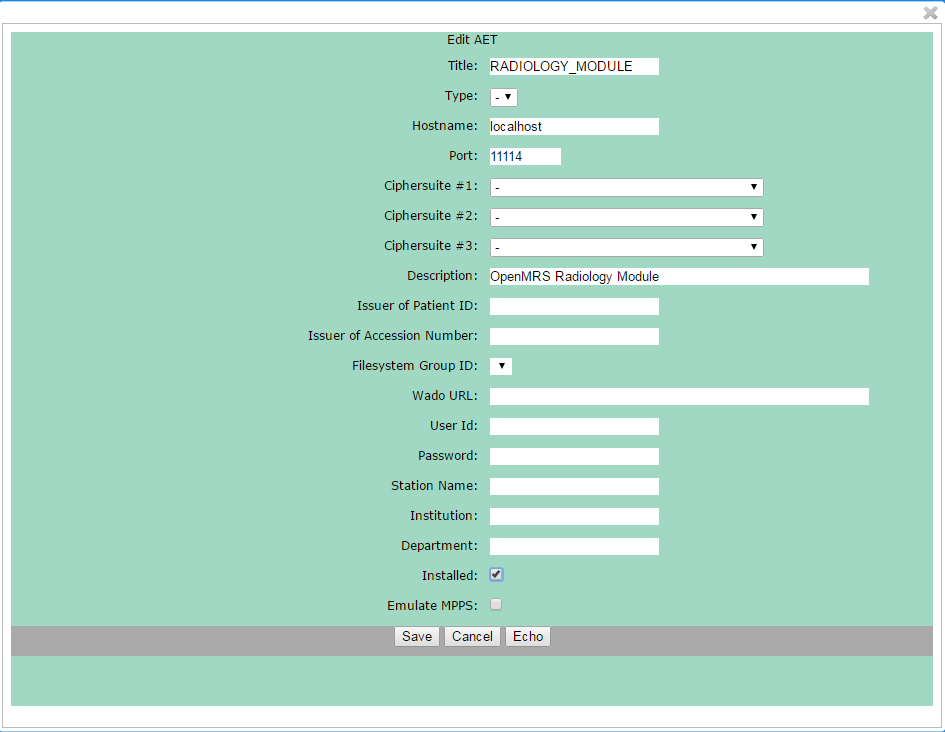 Edit AET
Title: RADIOLOGY_MODULE
Type: -
Hostname: localhost
Port: 11114
Ciphersuite #1: -
Ciphersuite #2: -
Ciphersuite #3: -
Description: OpenMRS Radiology Module
Issuer of Patient ID:
Issuer of Accession Number:
Filesystem Group ID:
Wado URL:
User Id:
Password:
Station Name:
Institution:
Department:
Installed:
Emulate MPPS:
Save Cancel Echo